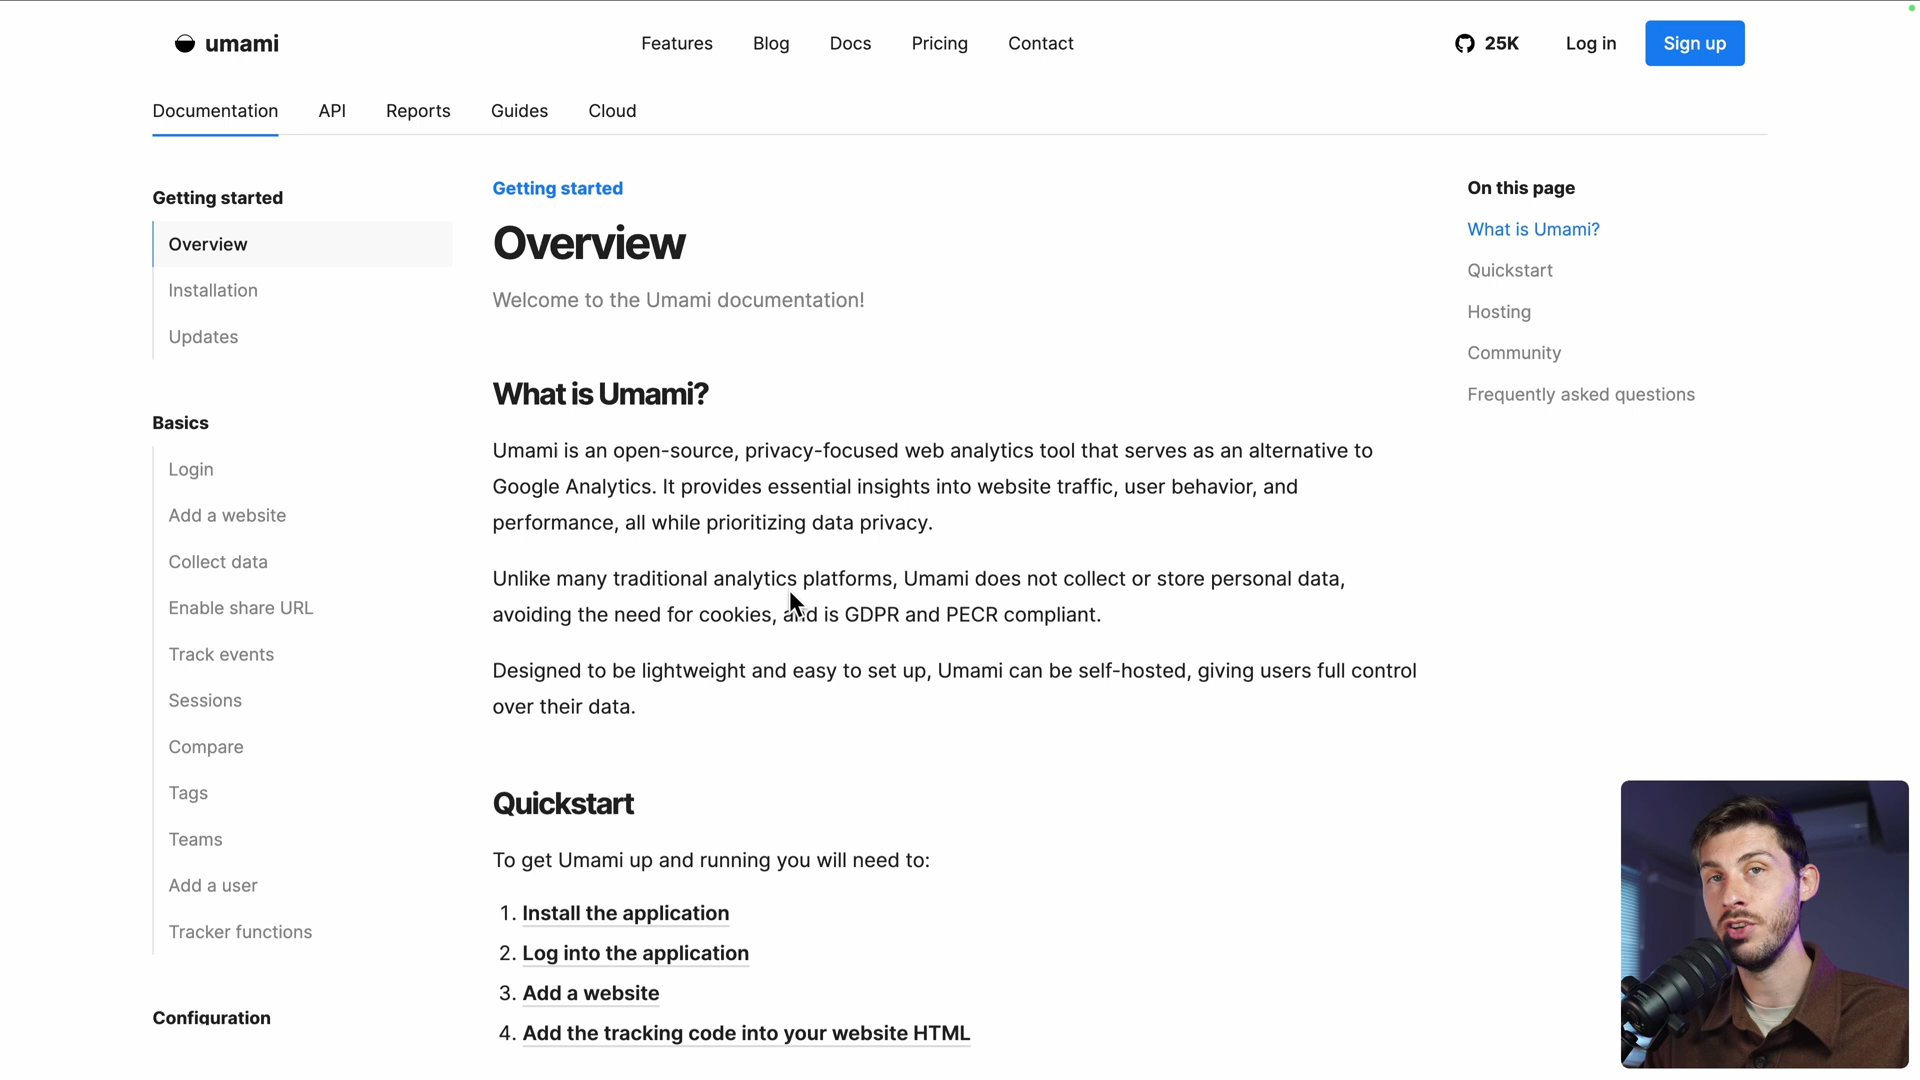 umami
Features
Blog
Docs
Pricing
Contact
25K
Log in
Sign up
Documentation
API
Reports
Guides
Cloud
Getting started
Overview
Installation
Updates
Basics
Login
Add a website
Collect data
Enable share URL
Track events
Sessions
Compare
Tags
Teams
Add a user
Tracker functions
Configuration
Getting started
Overview
Welcome to the Umami documentation!
What is Umami?
Umami is an open-source, privacy-focused web analytics tool that serves as an alternative to
Google Analytics. It provides essential insights into website traffic, user behavior, and
performance, all while prioritizing data privacy.
Unlike many traditional analytics platforms, Umami does not collect or store personal data,
avoiding the need for cookies, and is GDPR and PECR compliant.
Designed to be lightweight and easy to set up, Umami can be self-hosted, giving users full control
over their data.
Quickstart
To get Umami up and running you will need to:
1. Install the application
2. Log into the application
3. Add a website
4. Add the tracking code into your website HTML
On this page
What is Umami?
Quickstart
Hosting
Community
Frequently asked questions